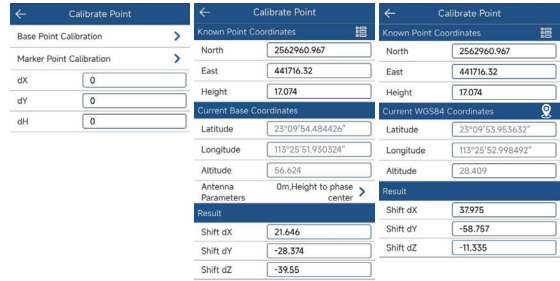 Calibrate Point
Base Point Calibration
Marker Point Calibration
dX 0
dY 0
dH 0
Calibrate Point
Known Point Coordinates
North 2562960.967
East 441716.32
Height 17.074
Current Base Coordinates
Latitude 23°09'54.484426"
Longitude 113°25'51.930324"
Altitude 56.624
Antenna Parameters 0m,Height to phase center
Result
Shift dX 21.646
Shift dY -28.374
Shift dZ -39.55
Calibrate Point
Known Point Coordinates
North 2562960.967
East 441716.32
Height 17.074
Current WGS84 Coordinates
Latitude 23°09'53.953632"
Longitude 113°25'52.998492"
Altitude 28.409
Result
Shift dX 37.975
Shift dY -58.757
Shift dZ -11.335